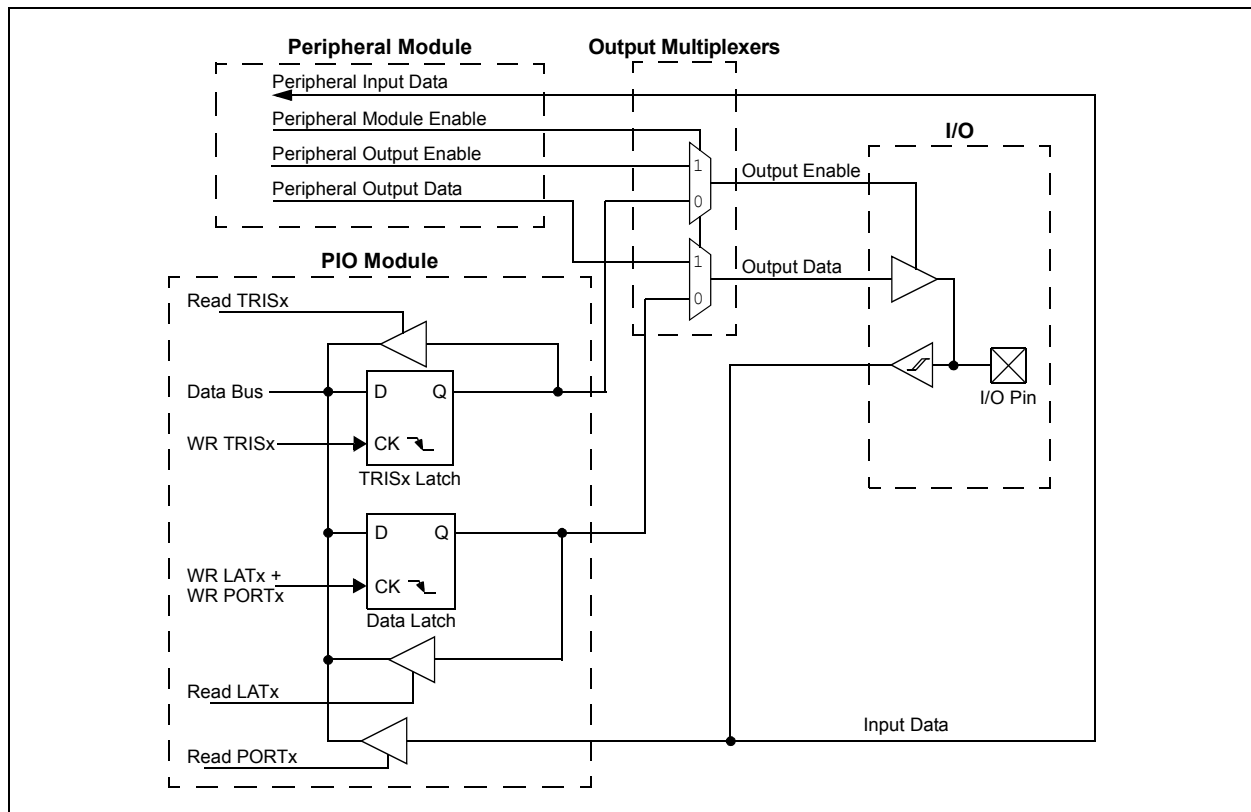 Peripheral Module
Output Multiplexers
Peripheral Input Data
Peripheral Module Enable
I/O
Peripheral Output Enable
1
Output Enable
Peripheral Output Data
0
PIO Module
1
Output Data
Read TRISx
0
Data Bus
D
Q
I/O Pin
WR TRISx
CK
TRISx Latch
D
Q
WR LATx +
WR PORTx
CK
Data Latch
Read LATx
Input Data
Read PORTx